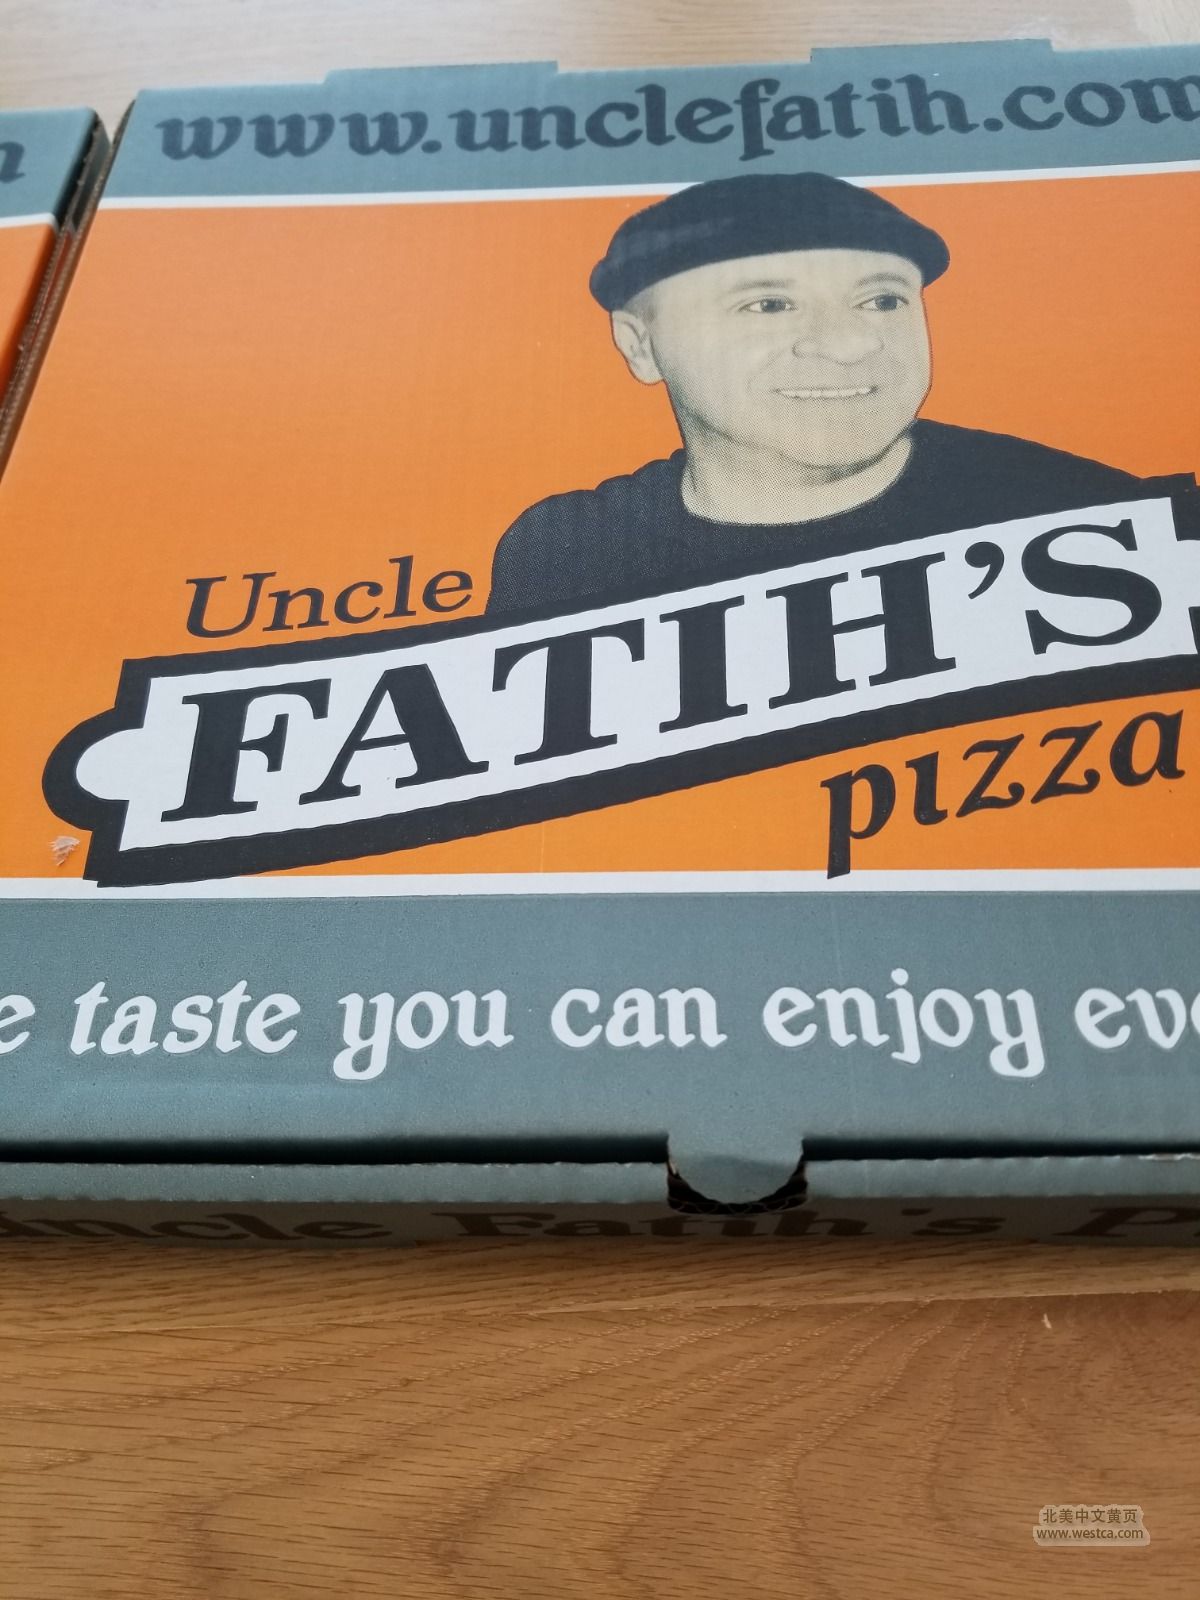 www.unclefatih.com
Uncle
FATIH'S
pizza
taste you can enjoy
Uncle Fatih's
北美中文黄页
www.westca.com